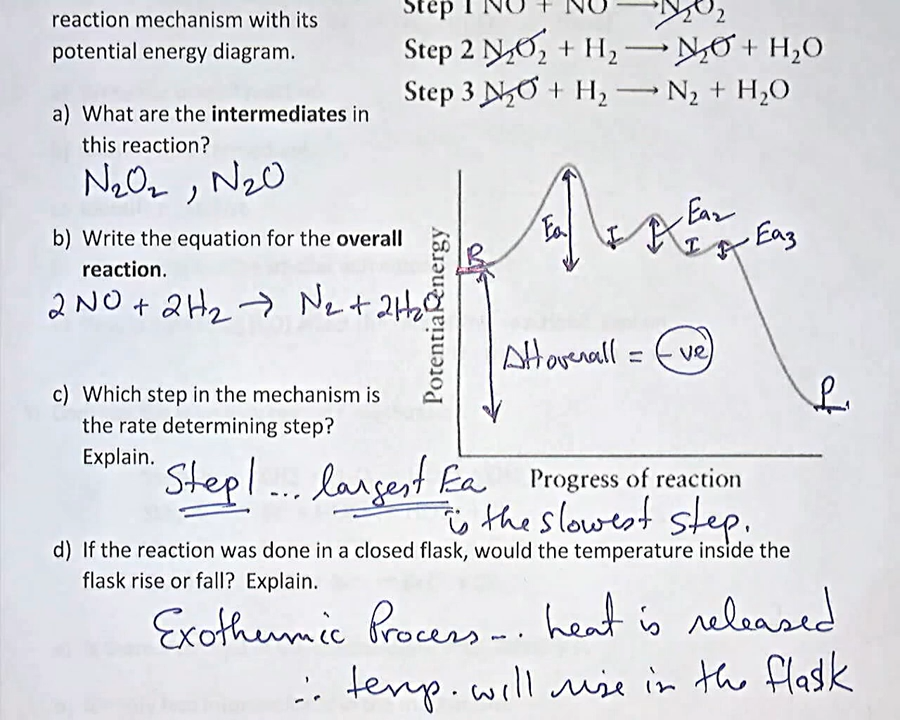 reaction mechanism with its
potential energy diagram.
Step 1 NO + NO ⟶ N₂O₂
Step 2 N₂O₂ + H₂ ⟶ N₂O + H₂O
Step 3 N₂O + H₂ ⟶ N₂ + H₂O
a) What are the intermediates in
this reaction?
N₂O₂ , N₂O
b) Write the equation for the overall
reaction.
2NO + 2H₂ → N₂ + 2H₂O
c) Which step in the mechanism is
the rate determining step?
Explain.
Step 1 ... largest Ea
is the slowest step.
Potential Energy
R
Ea
I
Ea₂
I
Ea₃
ΔH overall = -ve
P
Progress of reaction
d) If the reaction was done in a closed flask, would the temperature inside the
flask rise or fall? Explain.
Exothermic Process -.. heat is released
∴ temp. will rise in the flask